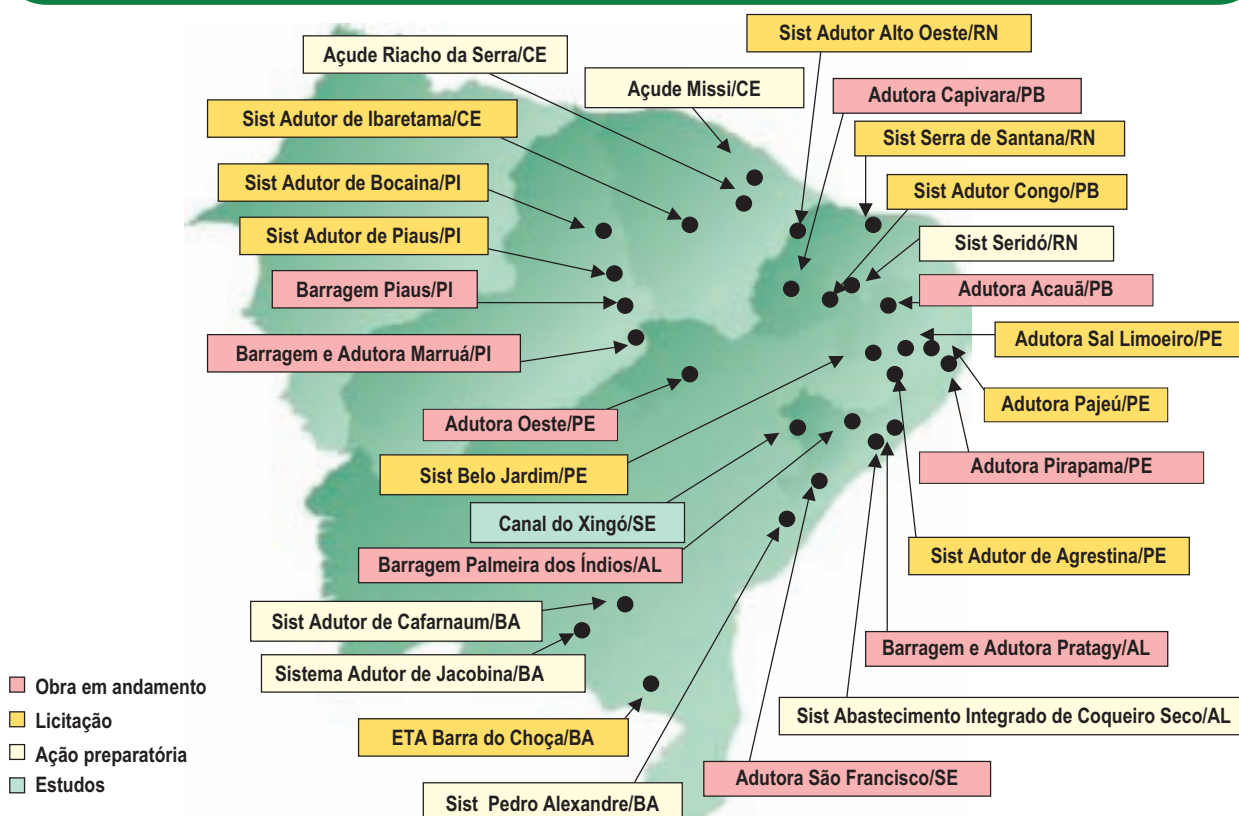 Sist Adutor Alto Oeste/RN
Açude Riacho da Serra/CE
Açude Missi/CE
Adutora Capivara/PB
Sist Adutor de Ibaretama/CE
Sist Serra de Santana/RN
Sist Adutor de Bocaina/PI
Sist Adutor Congo/PB
Sist Adutor de Piaus/PI
Sist Seridó/RN
Barragem Piaus/PI
Adutora Acauã/PB
Barragem e Adutora Marruá/PI
Adutora Sal Limoeiro/PE
Adutora Pajeú/PE
Adutora Oeste/PE
Adutora Pirapama/PE
Sist Belo Jardim/PE
Canal do Xingó/SE
Sist Adutor de Agrestina/PE
Barragem Palmeira dos Índios/AL
Sist Adutor de Cafarnaum/BA
Barragem e Adutora Pratagy/AL
Sistema Adutor de Jacobina/BA
Sist Abastecimento Integrado de Coqueiro Seco/AL
ETA Barra do Choça/BA
Adutora São Francisco/SE
Sist Pedro Alexandre/BA
Obra em andamento
Licitação
Ação preparatória
Estudos